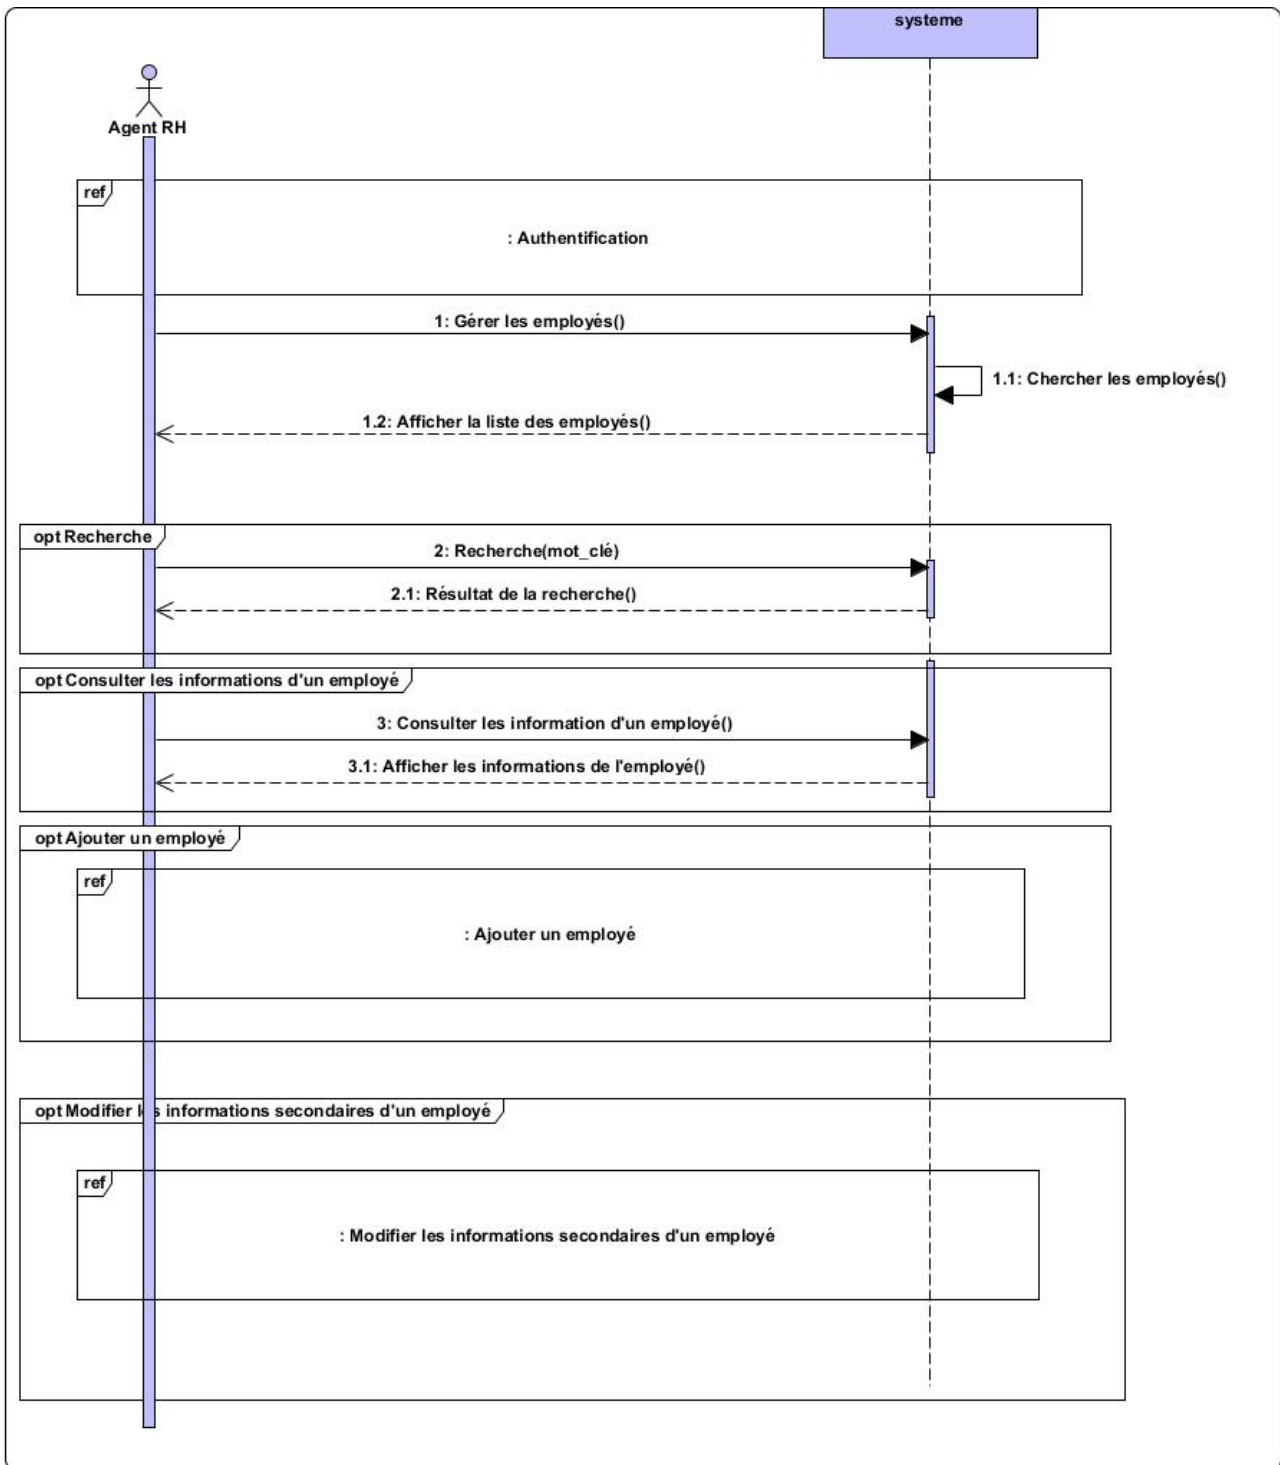 systeme
Agent RH
ref
: Authentification
1: Gérer les employés()
1.1: Chercher les employés()
1.2: Afficher la liste des employés()
opt Recherche
2: Recherche(mot_clé)
2.1: Résultat de la recherche()
opt Consulter les informations d'un employé
3: Consulter les information d'un employé()
3.1: Afficher les informations de l'employé()
opt Ajouter un employé
ref
: Ajouter un employé
opt Modifier les informations secondaires d'un employé
ref
: Modifier les informations secondaires d'un employé